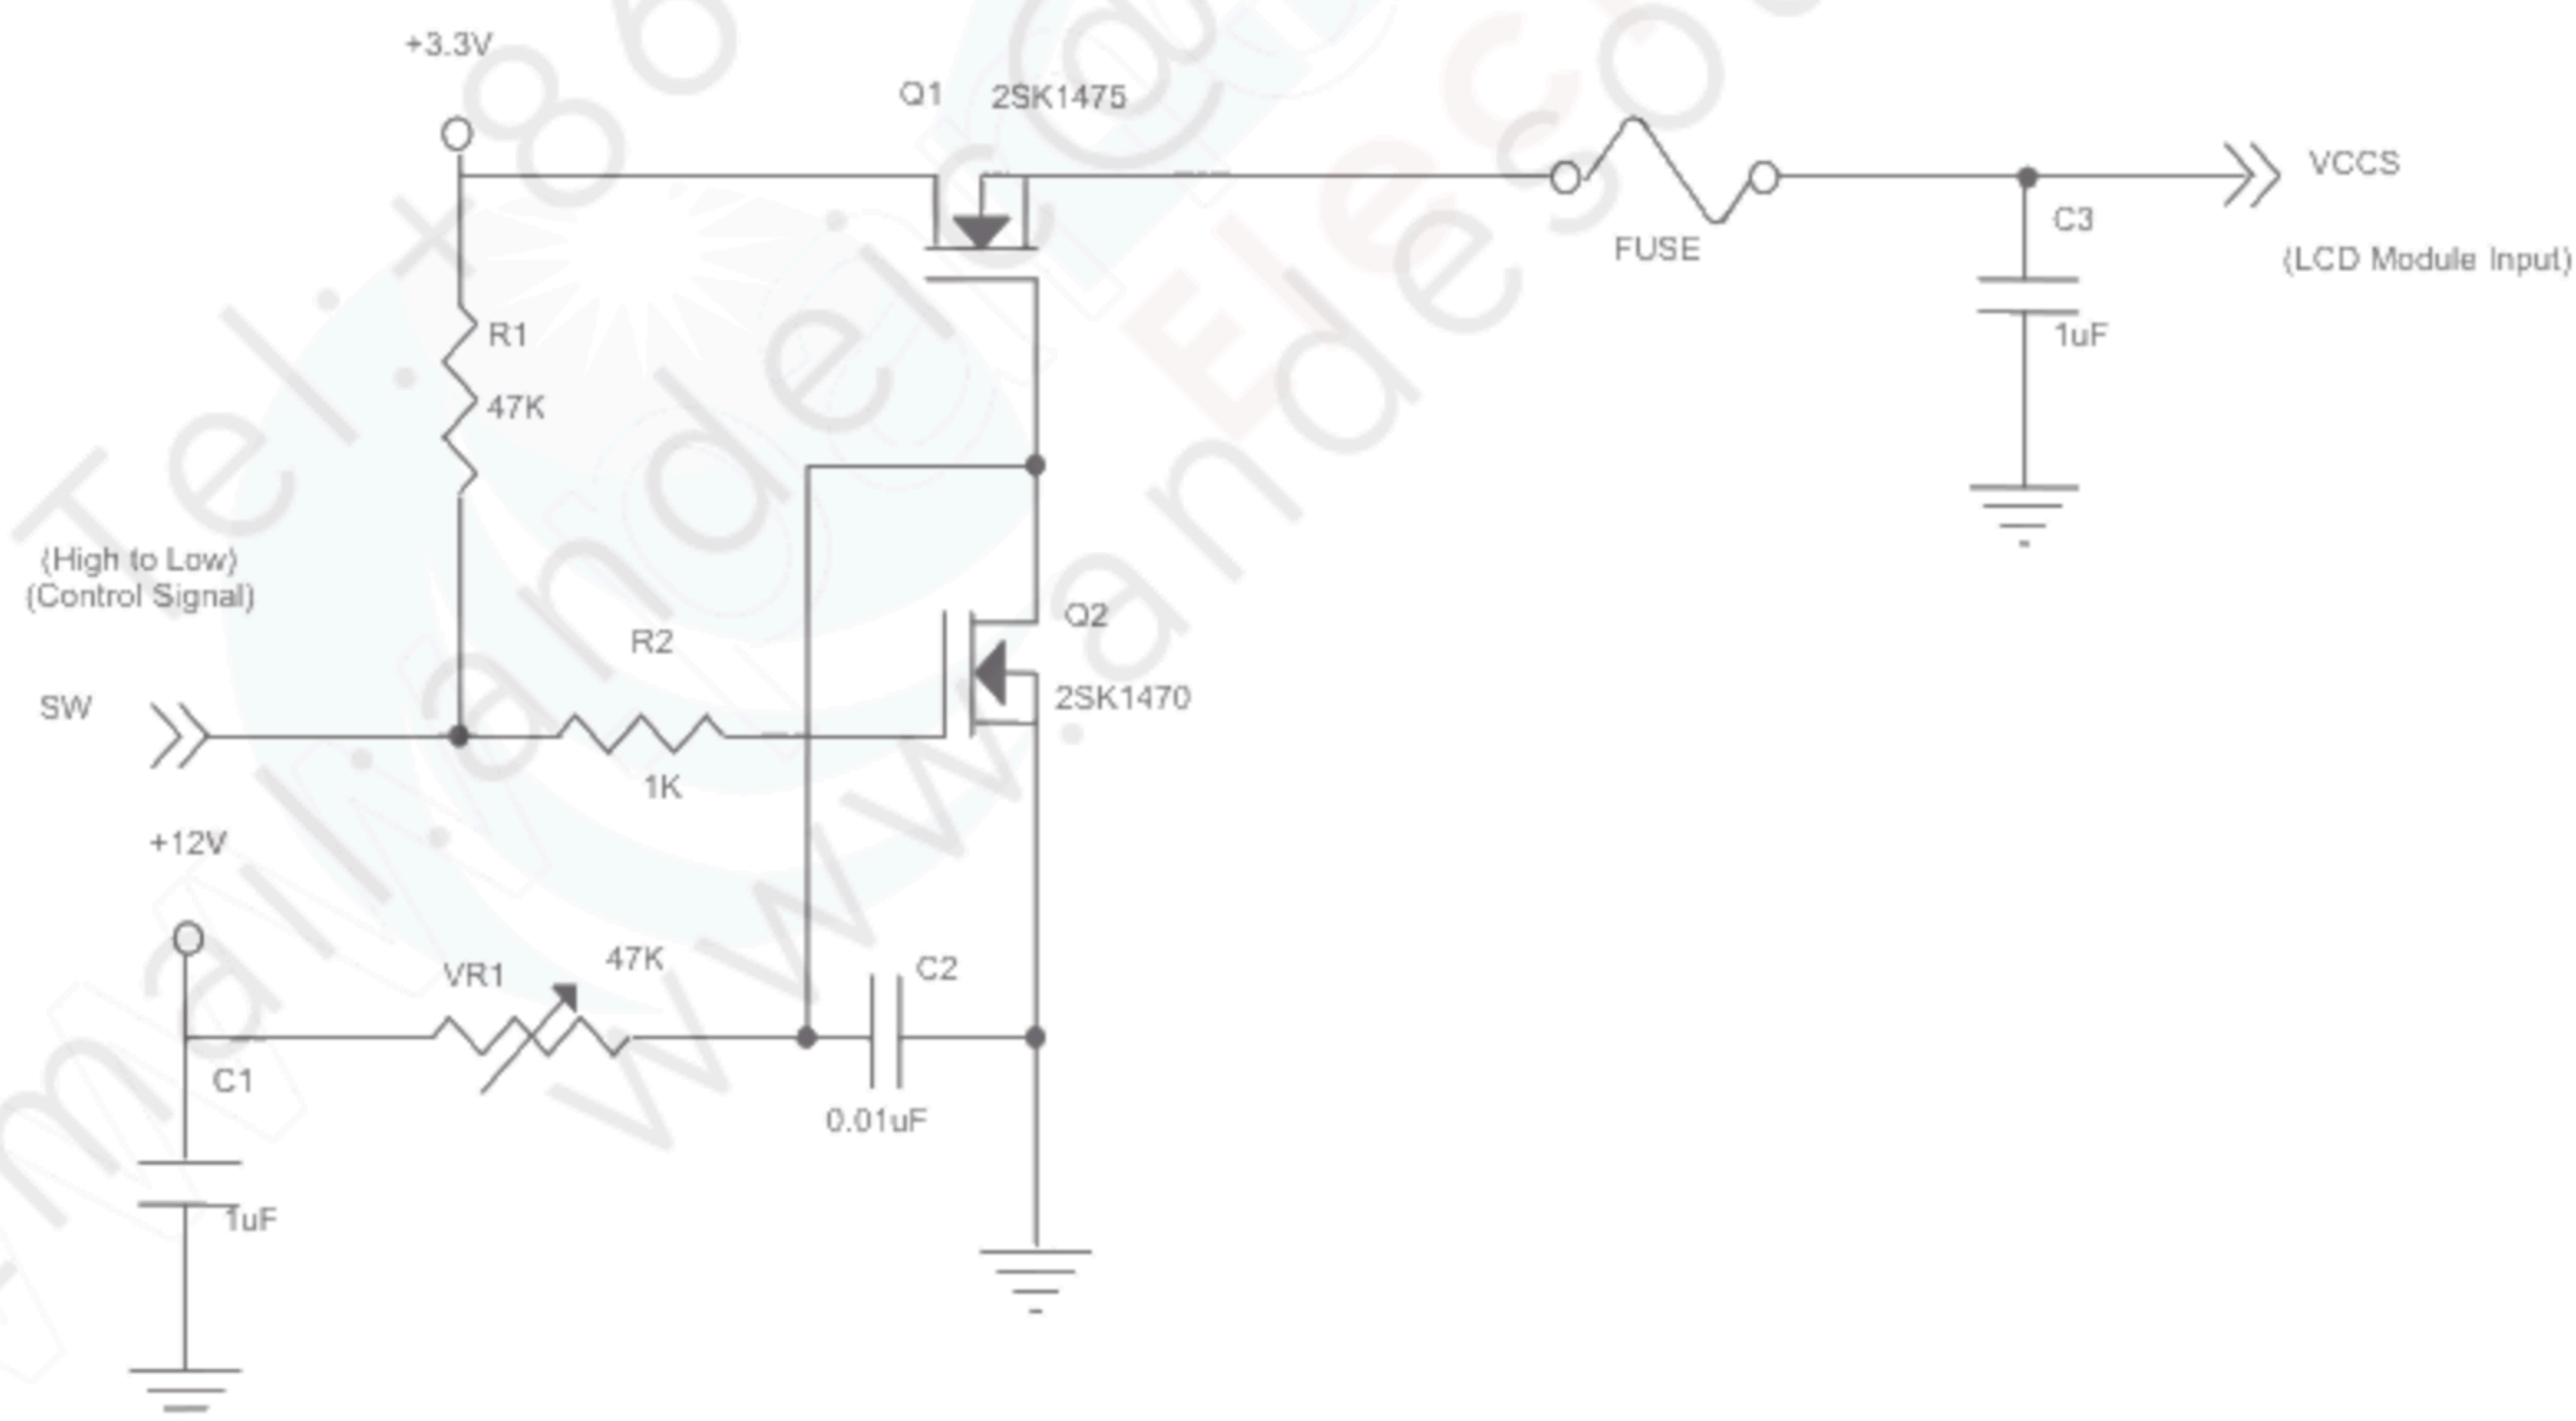 +3.3V
Q1 2SK1475
VCCS
C3
FUSE
(LCD Module Input)
R1
1uF
47K
(High to Low)
(Control Signal)
Q2
R2
2SK1470
SW
1K
+12V
47K
VR1
C2
C1
0.01uF
1uF